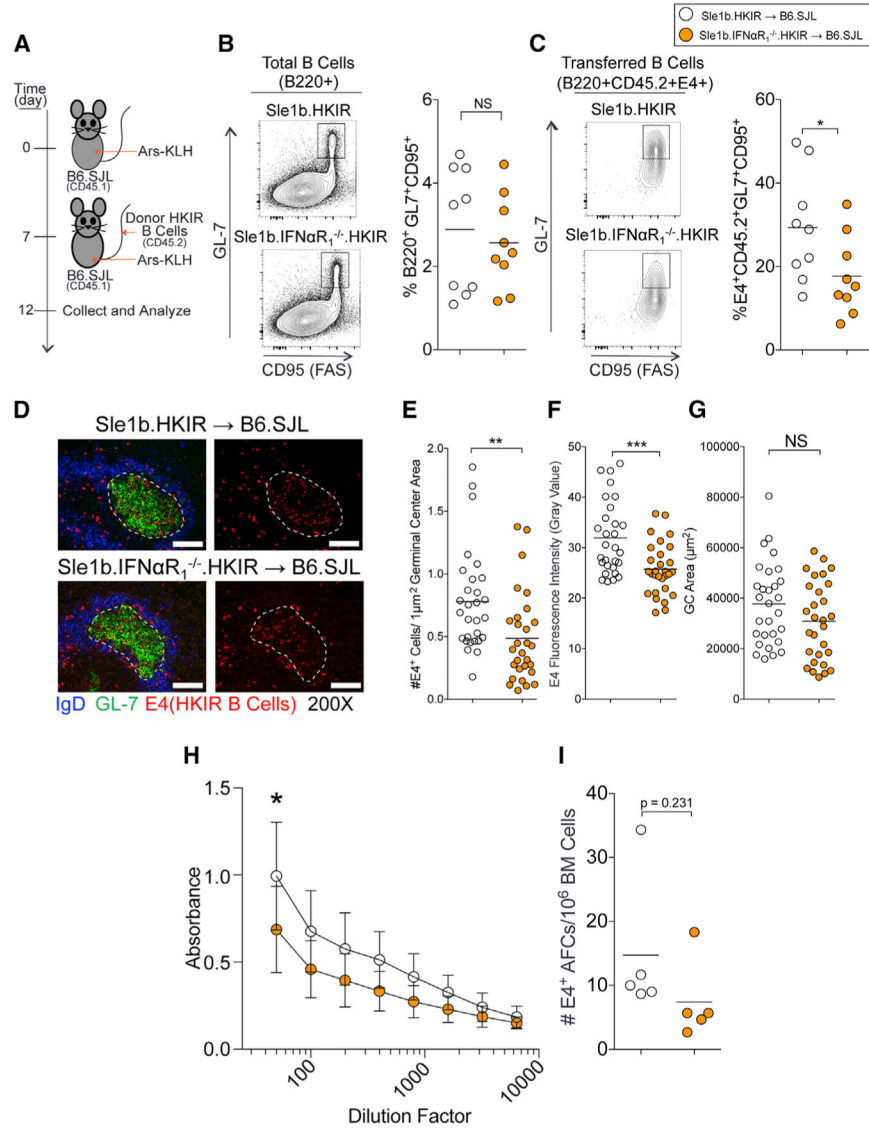 Sle1b.HKIR → B6.SJL
Sle1b.IFNαR₁⁻/⁻.HKIR → B6.SJL
A
Time
(day)
0
Ars-KLH
B6.SJL
(CD45.1)
Donor HKIR
B Cells
(CD45.2)
7
Ars-KLH
B6.SJL
(CD45.1)
12
Collect and Analyze
B
Total B Cells
(B220+)
Sle1b.HKIR
Sle1b.IFNαR₁⁻/⁻.HKIR
GL-7
CD95 (FAS)
% B220⁺ GL7⁺CD95⁺
6
4
2
0
NS
C
Transferred B Cells
(B220+CD45.2+E4+)
Sle1b.HKIR
Sle1b.IFNαR₁⁻/⁻.HKIR
GL-7
CD95 (FAS)
%E4⁺CD45.2⁺GL7⁺CD95⁺
60
40
20
0
*
D
Sle1b.HKIR → B6.SJL
Sle1b.IFNαR₁⁻/⁻.HKIR → B6.SJL
IgD GL-7 E4(HKIR B Cells) 200X
E
#E4⁺ Cells/ 1µm² Germinal Center Area
2.0
1.5
1.0
0.5
0.0
**
F
E4 Fluorescence Intensity (Gray Value)
50
40
30
20
10
0
***
G
GC Area (µm²)
100000
80000
60000
40000
20000
0
NS
H
Absorbance
1.5
1.0
0.5
0.0
*
100
1000
10000
Dilution Factor
I
# E4⁺ AFCs/10⁶ BM Cells
40
30
20
10
0
p = 0.231